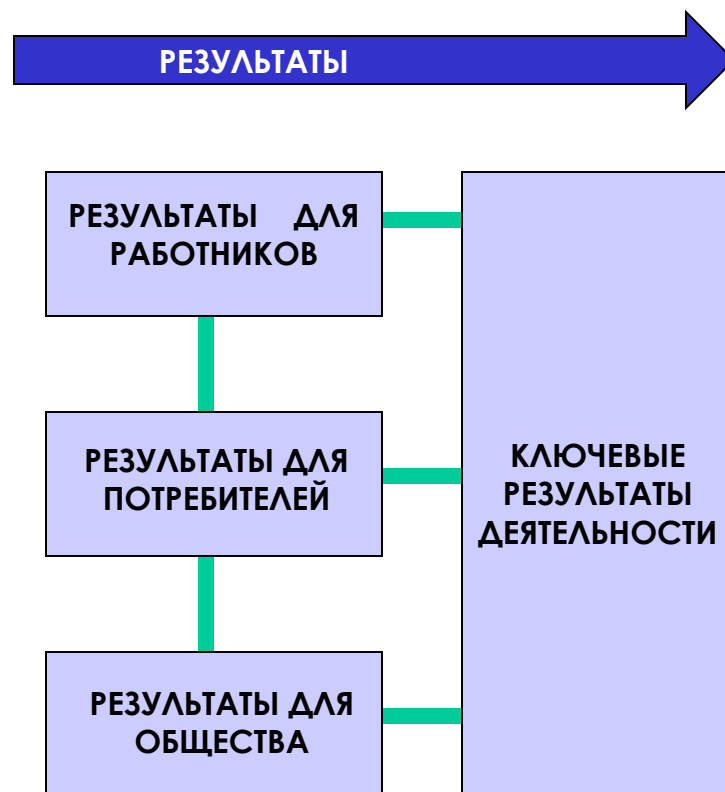 РЕЗУЛЬТАТЫ
РЕЗУЛЬТАТЫ ДЛЯ
РАБОТНИКОВ
РЕЗУЛЬТАТЫ ДЛЯ
ПОТРЕБИТЕЛЕЙ
РЕЗУЛЬТАТЫ ДЛЯ
ОБЩЕСТВА
КЛЮЧЕВЫЕ
РЕЗУЛЬТАТЫ
ДЕЯТЕЛЬНОСТИ